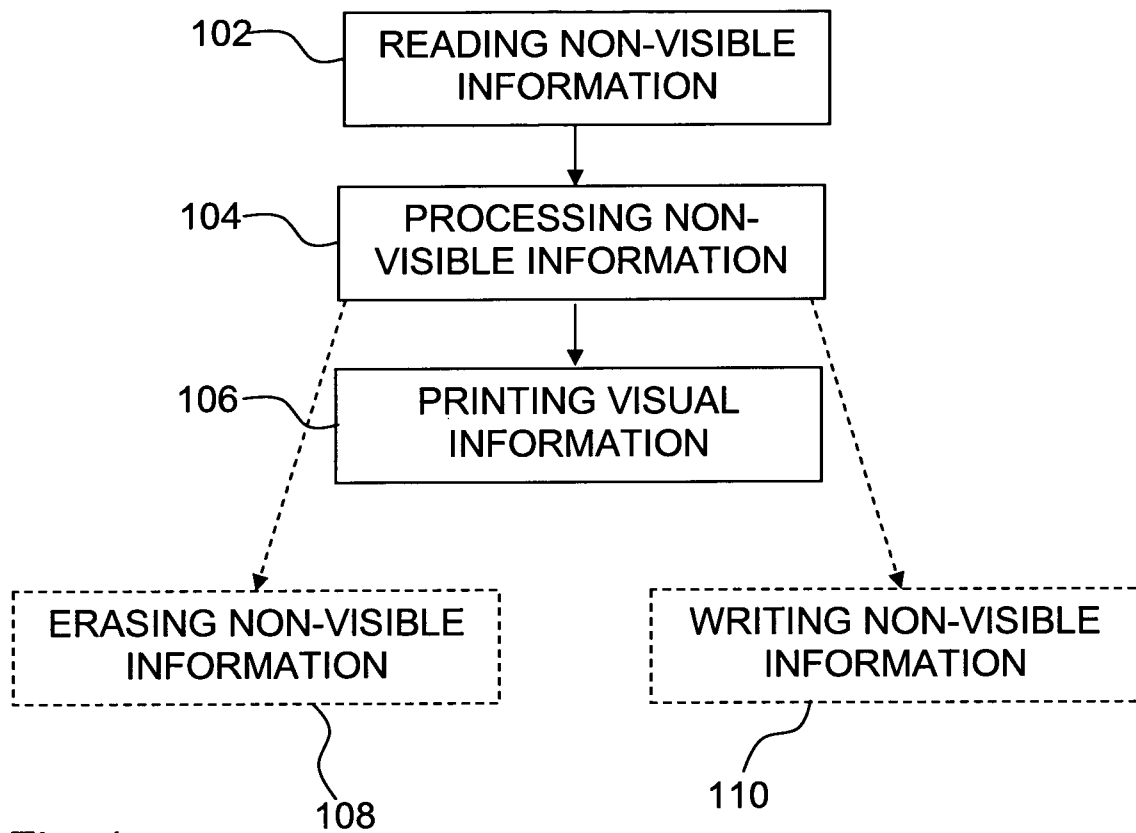 102
READING NON-VISIBLE
INFORMATION
104
PROCESSING NON-
VISIBLE INFORMATION
106
PRINTING VISUAL
INFORMATION
ERASING NON-VISIBLE
INFORMATION
WRITING NON-VISIBLE
INFORMATION
108
110